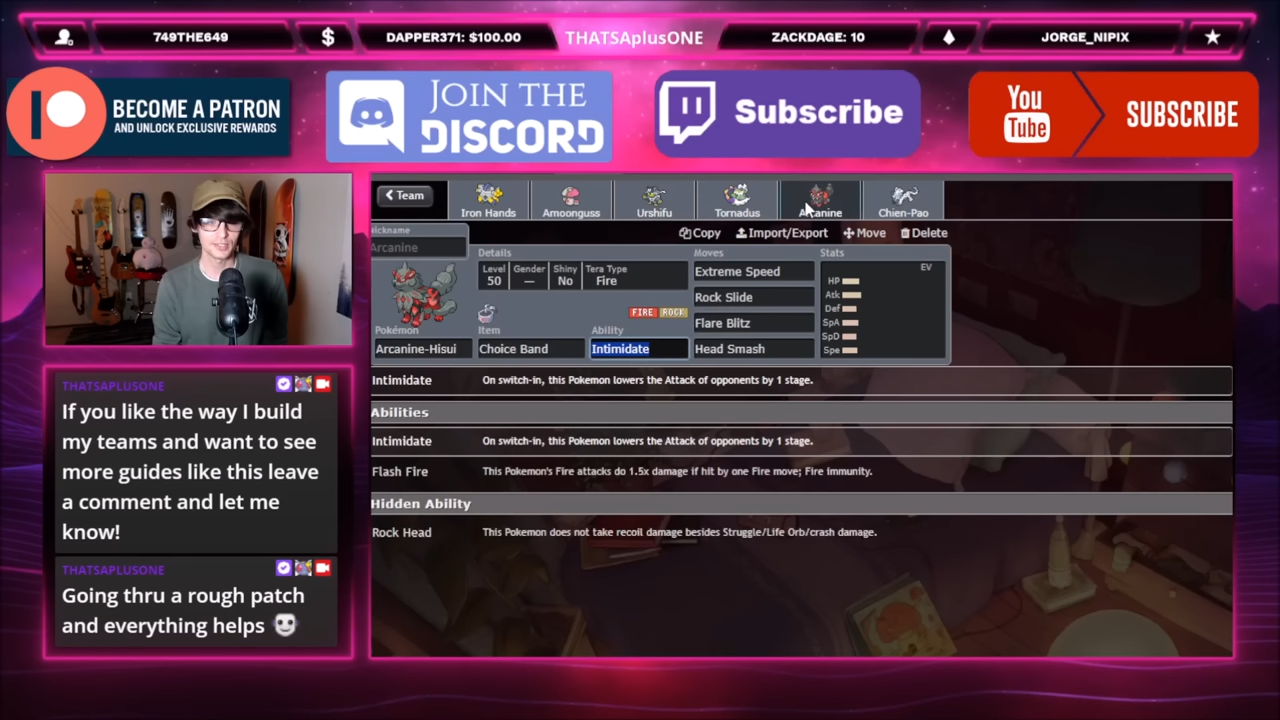 749THE649
$
DAPPER371: $100.00
THATSAplusONE
ZACKDAGE: 10
JORGE_NIPIX
BECOME A PATRON
AND UNLOCK EXCLUSIVE REWARDS
JOIN THE
DISCORD
Subscribe
You
Tube
SUBSCRIBE
Team
Iron Hands
Amoonguss
Urshifu
Tornadus
Arcanine
Chien-Pao
Copy
Import/Export
Move
Delete
Nickname
Arcanine
Details
Level
50
Gender
—
Shiny
No
Tera Type
Fire
FIRE ROCK
Pokémon
Arcanine-Hisui
Item
Choice Band
Ability
Intimidate
Moves
Extreme Speed
Rock Slide
Flare Blitz
Head Smash
Stats
EV
HP
Atk
Def
SpA
SpD
Spe
Intimidate On switch-in, this Pokemon lowers the Attack of opponents by 1 stage.
Abilities
Intimidate On switch-in, this Pokemon lowers the Attack of opponents by 1 stage.
Flash Fire This Pokemon's Fire attacks do 1.5x damage if hit by one Fire move; Fire immunity.
Hidden Ability
Rock Head This Pokemon does not take recoil damage besides Struggle/Life Orb/crash damage.
THATSAPLUSONE
If you like the way I build
my teams and want to see
more guides like this leave
a comment and let me
know!
THATSAPLUSONE
Going thru a rough patch
and everything helps